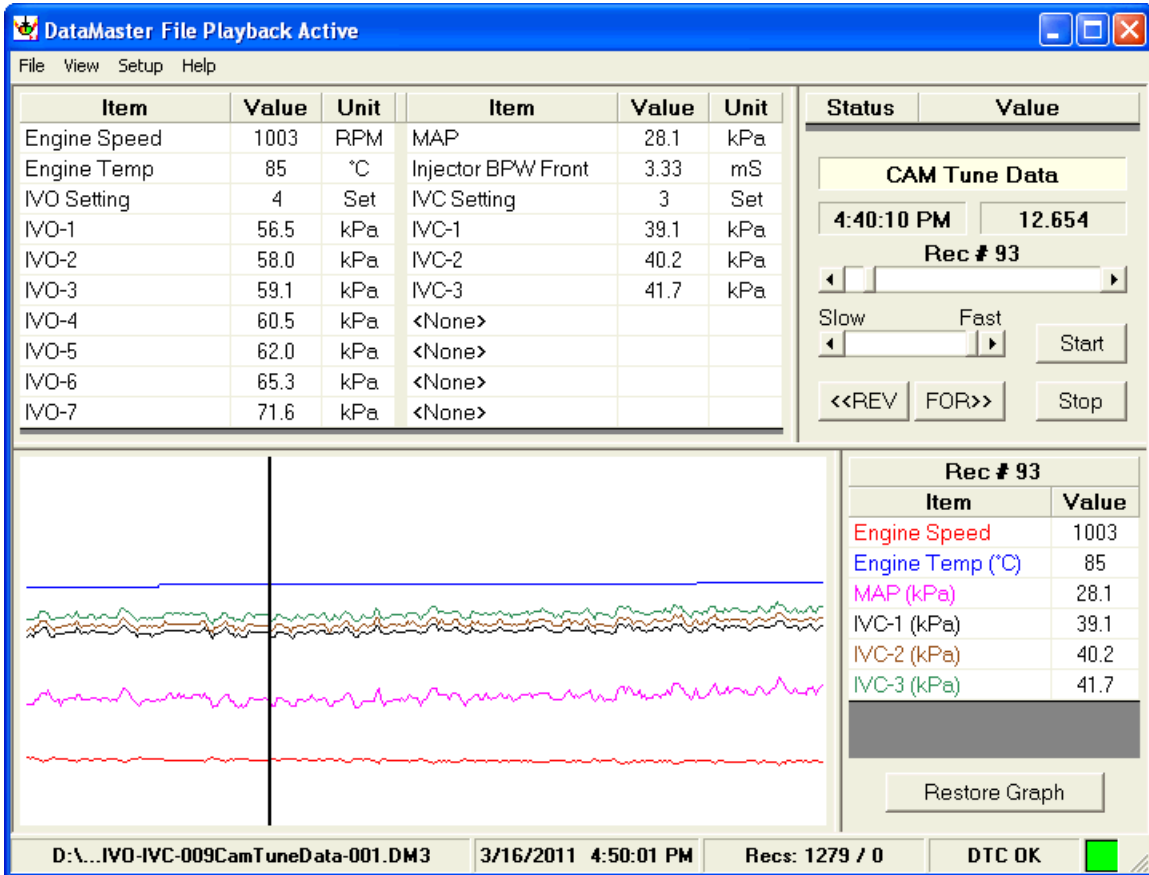 DataMaster File Playback Active
File View Setup Help
Item Value Unit Item Value Unit
Engine Speed 1003 RPM MAP 28.1 kPa
Engine Temp 85 °C Injector BPW Front 3.33 mS
IVO Setting 4 Set IVC Setting 3 Set
IVO-1 56.5 kPa IVC-1 39.1 kPa
IVO-2 58.0 kPa IVC-2 40.2 kPa
IVO-3 59.1 kPa IVC-3 41.7 kPa
IVO-4 60.5 kPa <None>
IVO-5 62.0 kPa <None>
IVO-6 65.3 kPa <None>
IVO-7 71.6 kPa <None>
Status Value
CAM Tune Data
4:40:10 PM 12.654
Rec # 93
Slow Fast
Start
<<REV FOR>> Stop
Rec # 93
Item Value
Engine Speed 1003
Engine Temp (°C) 85
MAP (kPa) 28.1
IVC-1 (kPa) 39.1
IVC-2 (kPa) 40.2
IVC-3 (kPa) 41.7
Restore Graph
D:\...IVO-IVC-009CamTuneData-001.DM3 3/16/2011 4:50:01 PM Recs: 1279 / 0 DTC OK